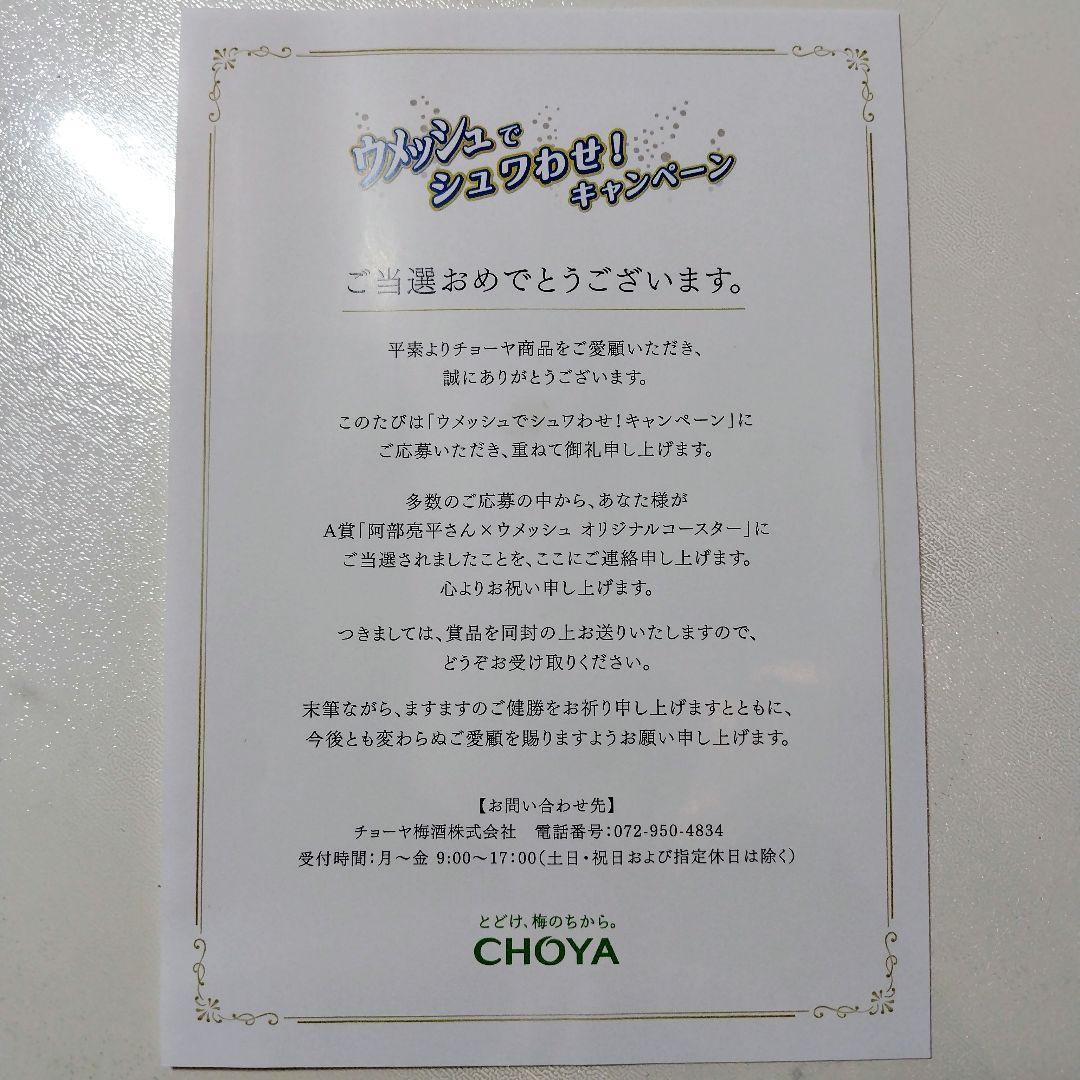 ウメッシュで
シュワわせ!
キャンペーン
ご当選おめでとうございます。
平素よりチョーヤ商品をご愛顧いただき、
誠にありがとうございます。
このたびは「ウメッシュでシュワわせ!キャンペーン」に
ご応募いただき、重ねて御礼申し上げます。
多数のご応募の中から、あなた様が
A賞「阿部亮平さん×ウメッシュ オリジナルコースター」に
ご当選されましたことを、ここにご連絡申し上げます。
心よりお祝い申し上げます。
つきましては、賞品を同封の上お送りいたしますので、
どうぞお受け取りください。
末筆ながら、ますますのご健勝をお祈り申し上げますとともに、
今後とも変わらぬご愛顧を賜りますようお願い申し上げます。
【お問い合わせ先】
チョーヤ梅酒株式会社 電話番号:072-950-4834
受付時間:月〜金 9:00〜17:00(土日・祝日および指定休日は除く)
とどけ、梅のちから。
CHOYA